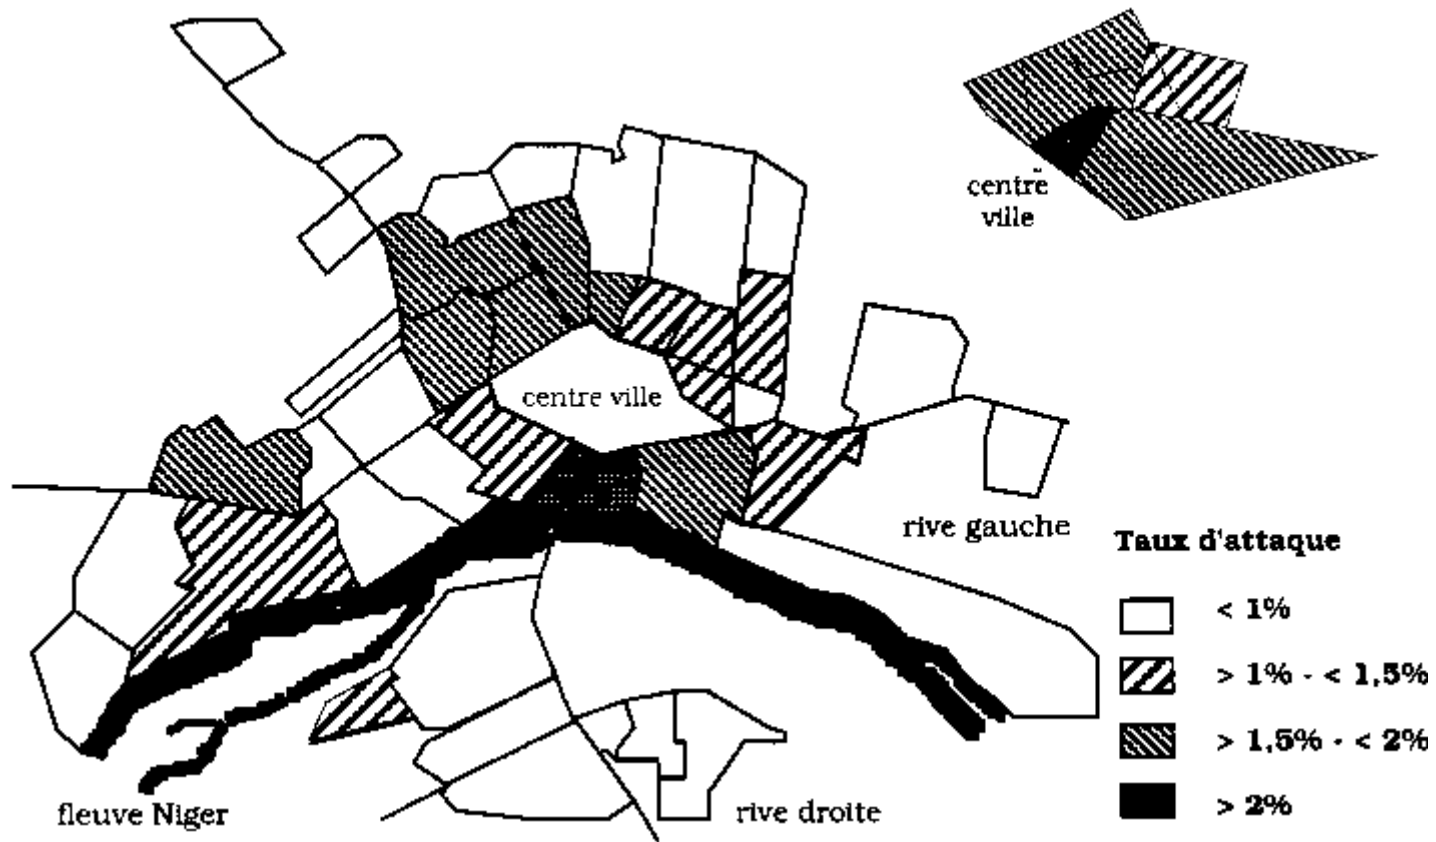 centre
ville
centre ville
rive gauche
Taux d'attaque
< 1%
> 1% - < 1,5%
> 1,5% - < 2%
> 2%
fleuve Niger
rive droite